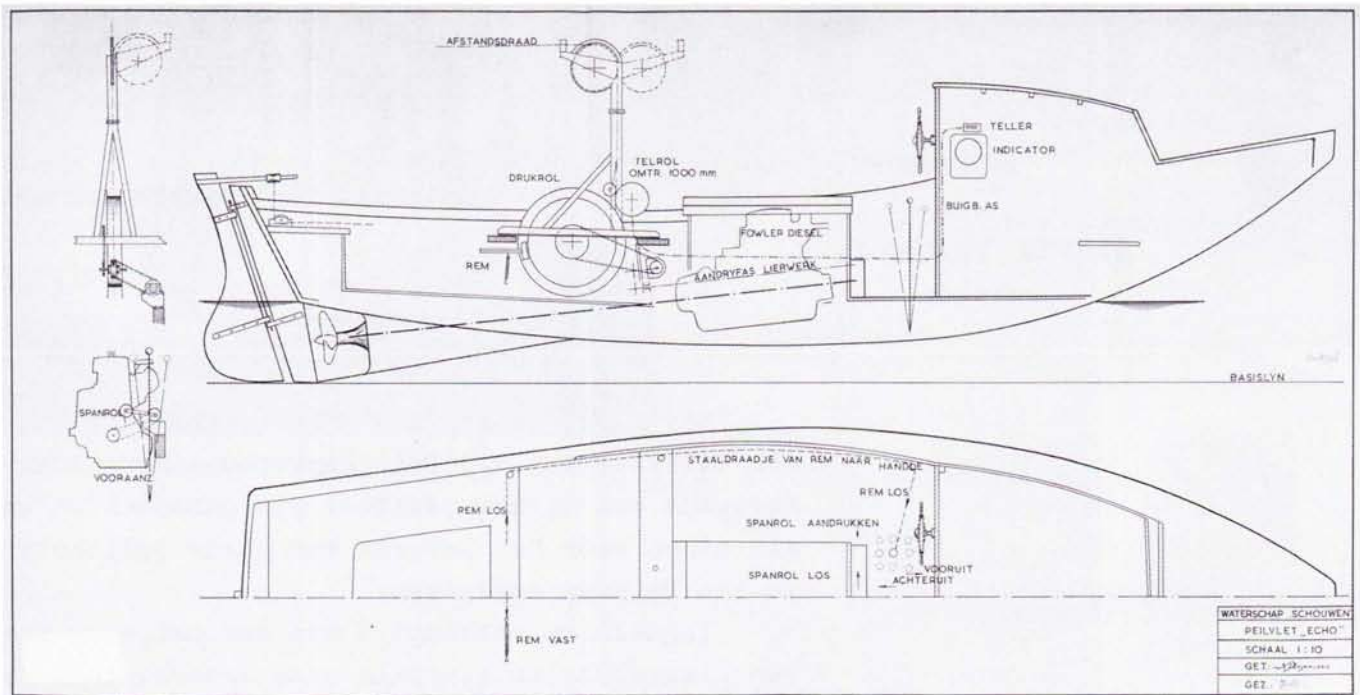 AFSTANDSDRAAD
TELLER
INDICATOR
TELROL
OMTR. 1000 mm
DRUKROL
BUIGB. AS.
FOWLER DIESEL
REM
AANDRYFAS LIERWERK
BASISLYN
SPANROL
VOORAANZ.
STAALDRAADJE VAN REM NAAR HANDLE
REM LOS
REM LOS
SPANROL AANDRUKKEN
VOORUIT
SPANROL LOS
ACHTERUIT
REM VAST
WATERSCHAP SCHOUWEN
PEILVLET „ECHO"
SCHAAL 1:10
GET.
GEZ.